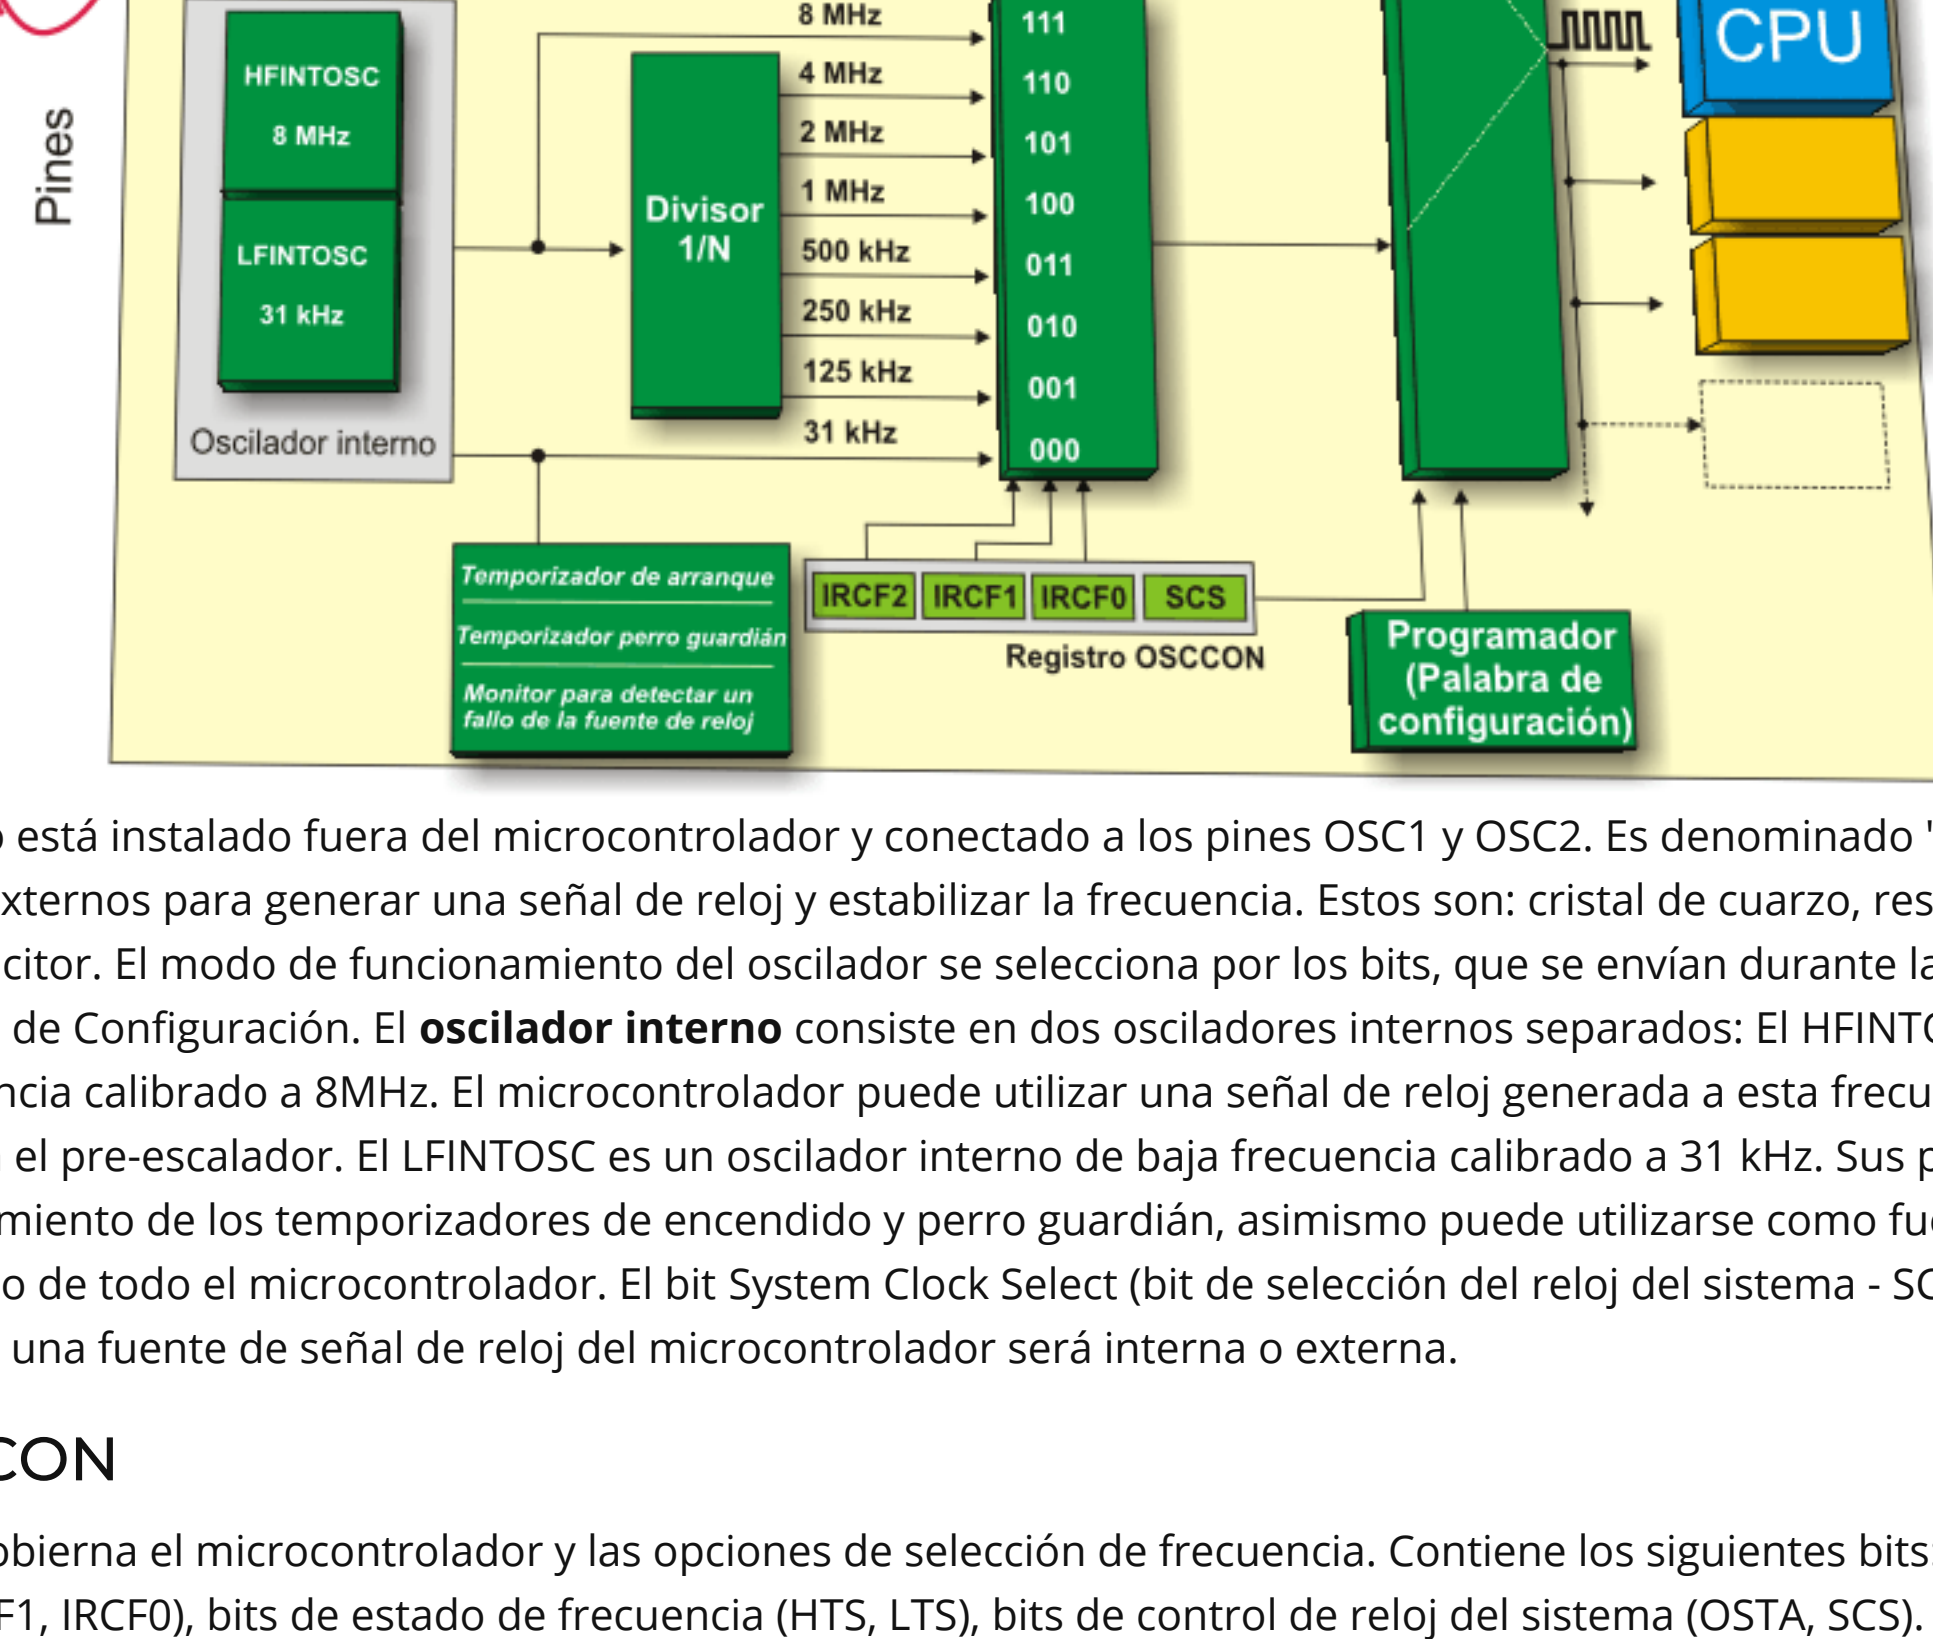 8 MHz
111
CPU
HFINTOSC
8 MHz
4 MHz
110
Pines
2 MHz
101
1 MHz
100
Divisor
1/N
LFINTOSC
31 kHz
500 kHz
011
250 kHz
010
125 kHz
001
31 kHz
000
Oscilador interno
Temporizador de arranque
Temporizador perro guardián
Monitor para detectar un
fallo de la fuente de reloj
IRCF2 IRCF1 IRCF0 SCS
Registro OSCCON
Programador
(Palabra de
configuración)
está instalado fuera del microcontrolador y conectado a los pines OSC1 y OSC2. Es denominado "
xternos para generar una señal de reloj y estabilizar la frecuencia. Estos son: cristal de cuarzo, res
citor. El modo de funcionamiento del oscilador se selecciona por los bits, que se envían durante la
de Configuración. El oscilador interno consiste en dos osciladores internos separados: El HFINTO
ncia calibrado a 8MHz. El microcontrolador puede utilizar una señal de reloj generada a esta frecu
el pre-escalador. El LFINTOSC es un oscilador interno de baja frecuencia calibrado a 31 kHz. Sus p
miento de los temporizadores de encendido y perro guardián, asimismo puede utilizarse como fue
o de todo el microcontrolador. El bit System Clock Select (bit de selección del reloj del sistema - SC
una fuente de señal de reloj del microcontrolador será interna o externa.
CON
obierna el microcontrolador y las opciones de selección de frecuencia. Contiene los siguientes bits:
F1, IRCF0), bits de estado de frecuencia (HTS, LTS), bits de control de reloj del sistema (OSTA, SCS).